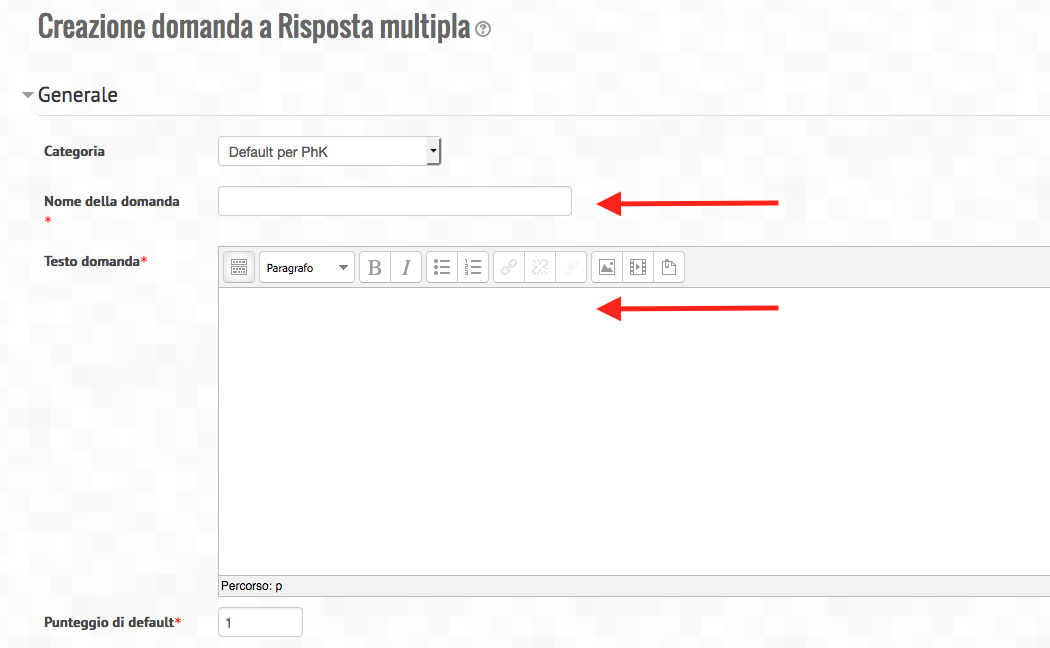 Creazione domanda a Risposta multipla
Generale
Categoria
Default per PhK
Nome della domanda
*
Testo domanda*
Paragrafo
B I
Percorso: p
Punteggio di default*
1